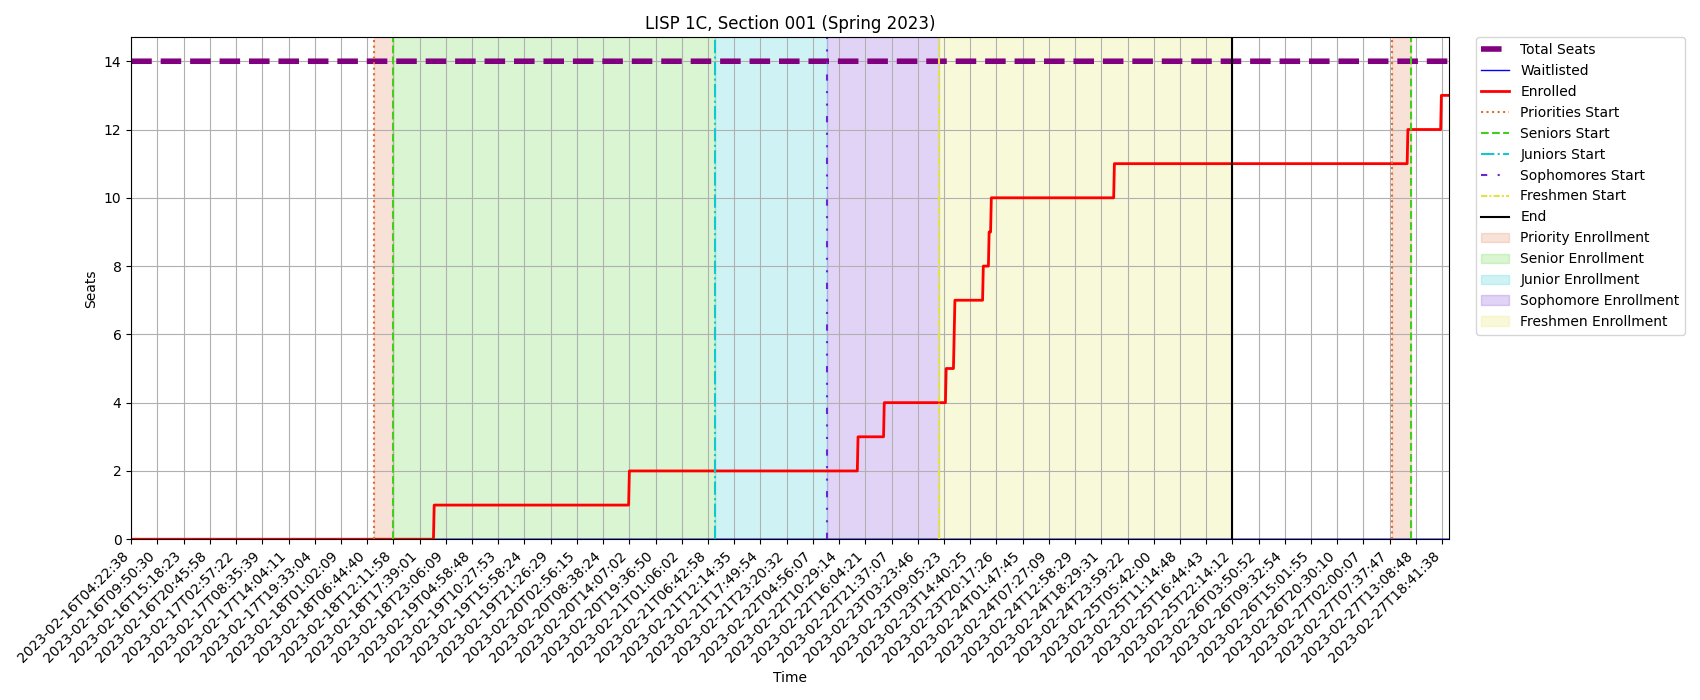 LISP 1C, Section 001 (Spring 2023)
Seats
14
12
10
8
6
4
2
0
2023-02-16T04:22:38
2023-02-16T09:50:30
2023-02-16T15:18:23
2023-02-16T20:45:58
2023-02-17T02:57:22
2023-02-17T08:35:39
2023-02-17T14:04:11
2023-02-17T19:33:04
2023-02-18T01:02:09
2023-02-18T06:44:40
2023-02-18T12:11:58
2023-02-18T17:39:01
2023-02-18T23:06:09
2023-02-19T04:58:48
2023-02-19T10:27:53
2023-02-19T15:58:24
2023-02-19T21:26:29
2023-02-20T02:56:15
2023-02-20T08:38:24
2023-02-20T14:07:02
2023-02-20T19:36:50
2023-02-21T01:06:02
2023-02-21T06:42:58
2023-02-21T12:14:35
2023-02-21T17:49:54
2023-02-21T23:20:32
2023-02-22T04:56:07
2023-02-22T10:29:14
2023-02-22T16:04:21
2023-02-22T21:37:07
2023-02-23T03:23:46
2023-02-23T09:05:23
2023-02-23T14:40:25
2023-02-23T20:17:26
2023-02-24T01:47:45
2023-02-24T07:27:09
2023-02-24T12:58:29
2023-02-24T18:29:31
2023-02-24T23:59:22
2023-02-25T05:42:00
2023-02-25T11:14:48
2023-02-25T16:44:43
2023-02-25T22:14:12
2023-02-26T03:50:52
2023-02-26T09:32:54
2023-02-26T15:01:55
2023-02-26T20:30:10
2023-02-27T02:00:07
2023-02-27T07:37:47
2023-02-27T13:08:48
2023-02-27T18:41:38
Time
Total Seats
Waitlisted
Enrolled
Priorities Start
Seniors Start
Juniors Start
Sophomores Start
Freshmen Start
End
Priority Enrollment
Senior Enrollment
Junior Enrollment
Sophomore Enrollment
Freshmen Enrollment